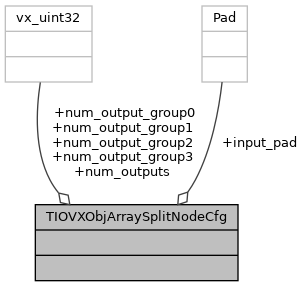 vx_uint32
Pad
+num_output_group0
+num_output_group1
+num_output_group2
+num_output_group3
+num_outputs
+input_pad
TIOVXObjArraySplitNodeCfg